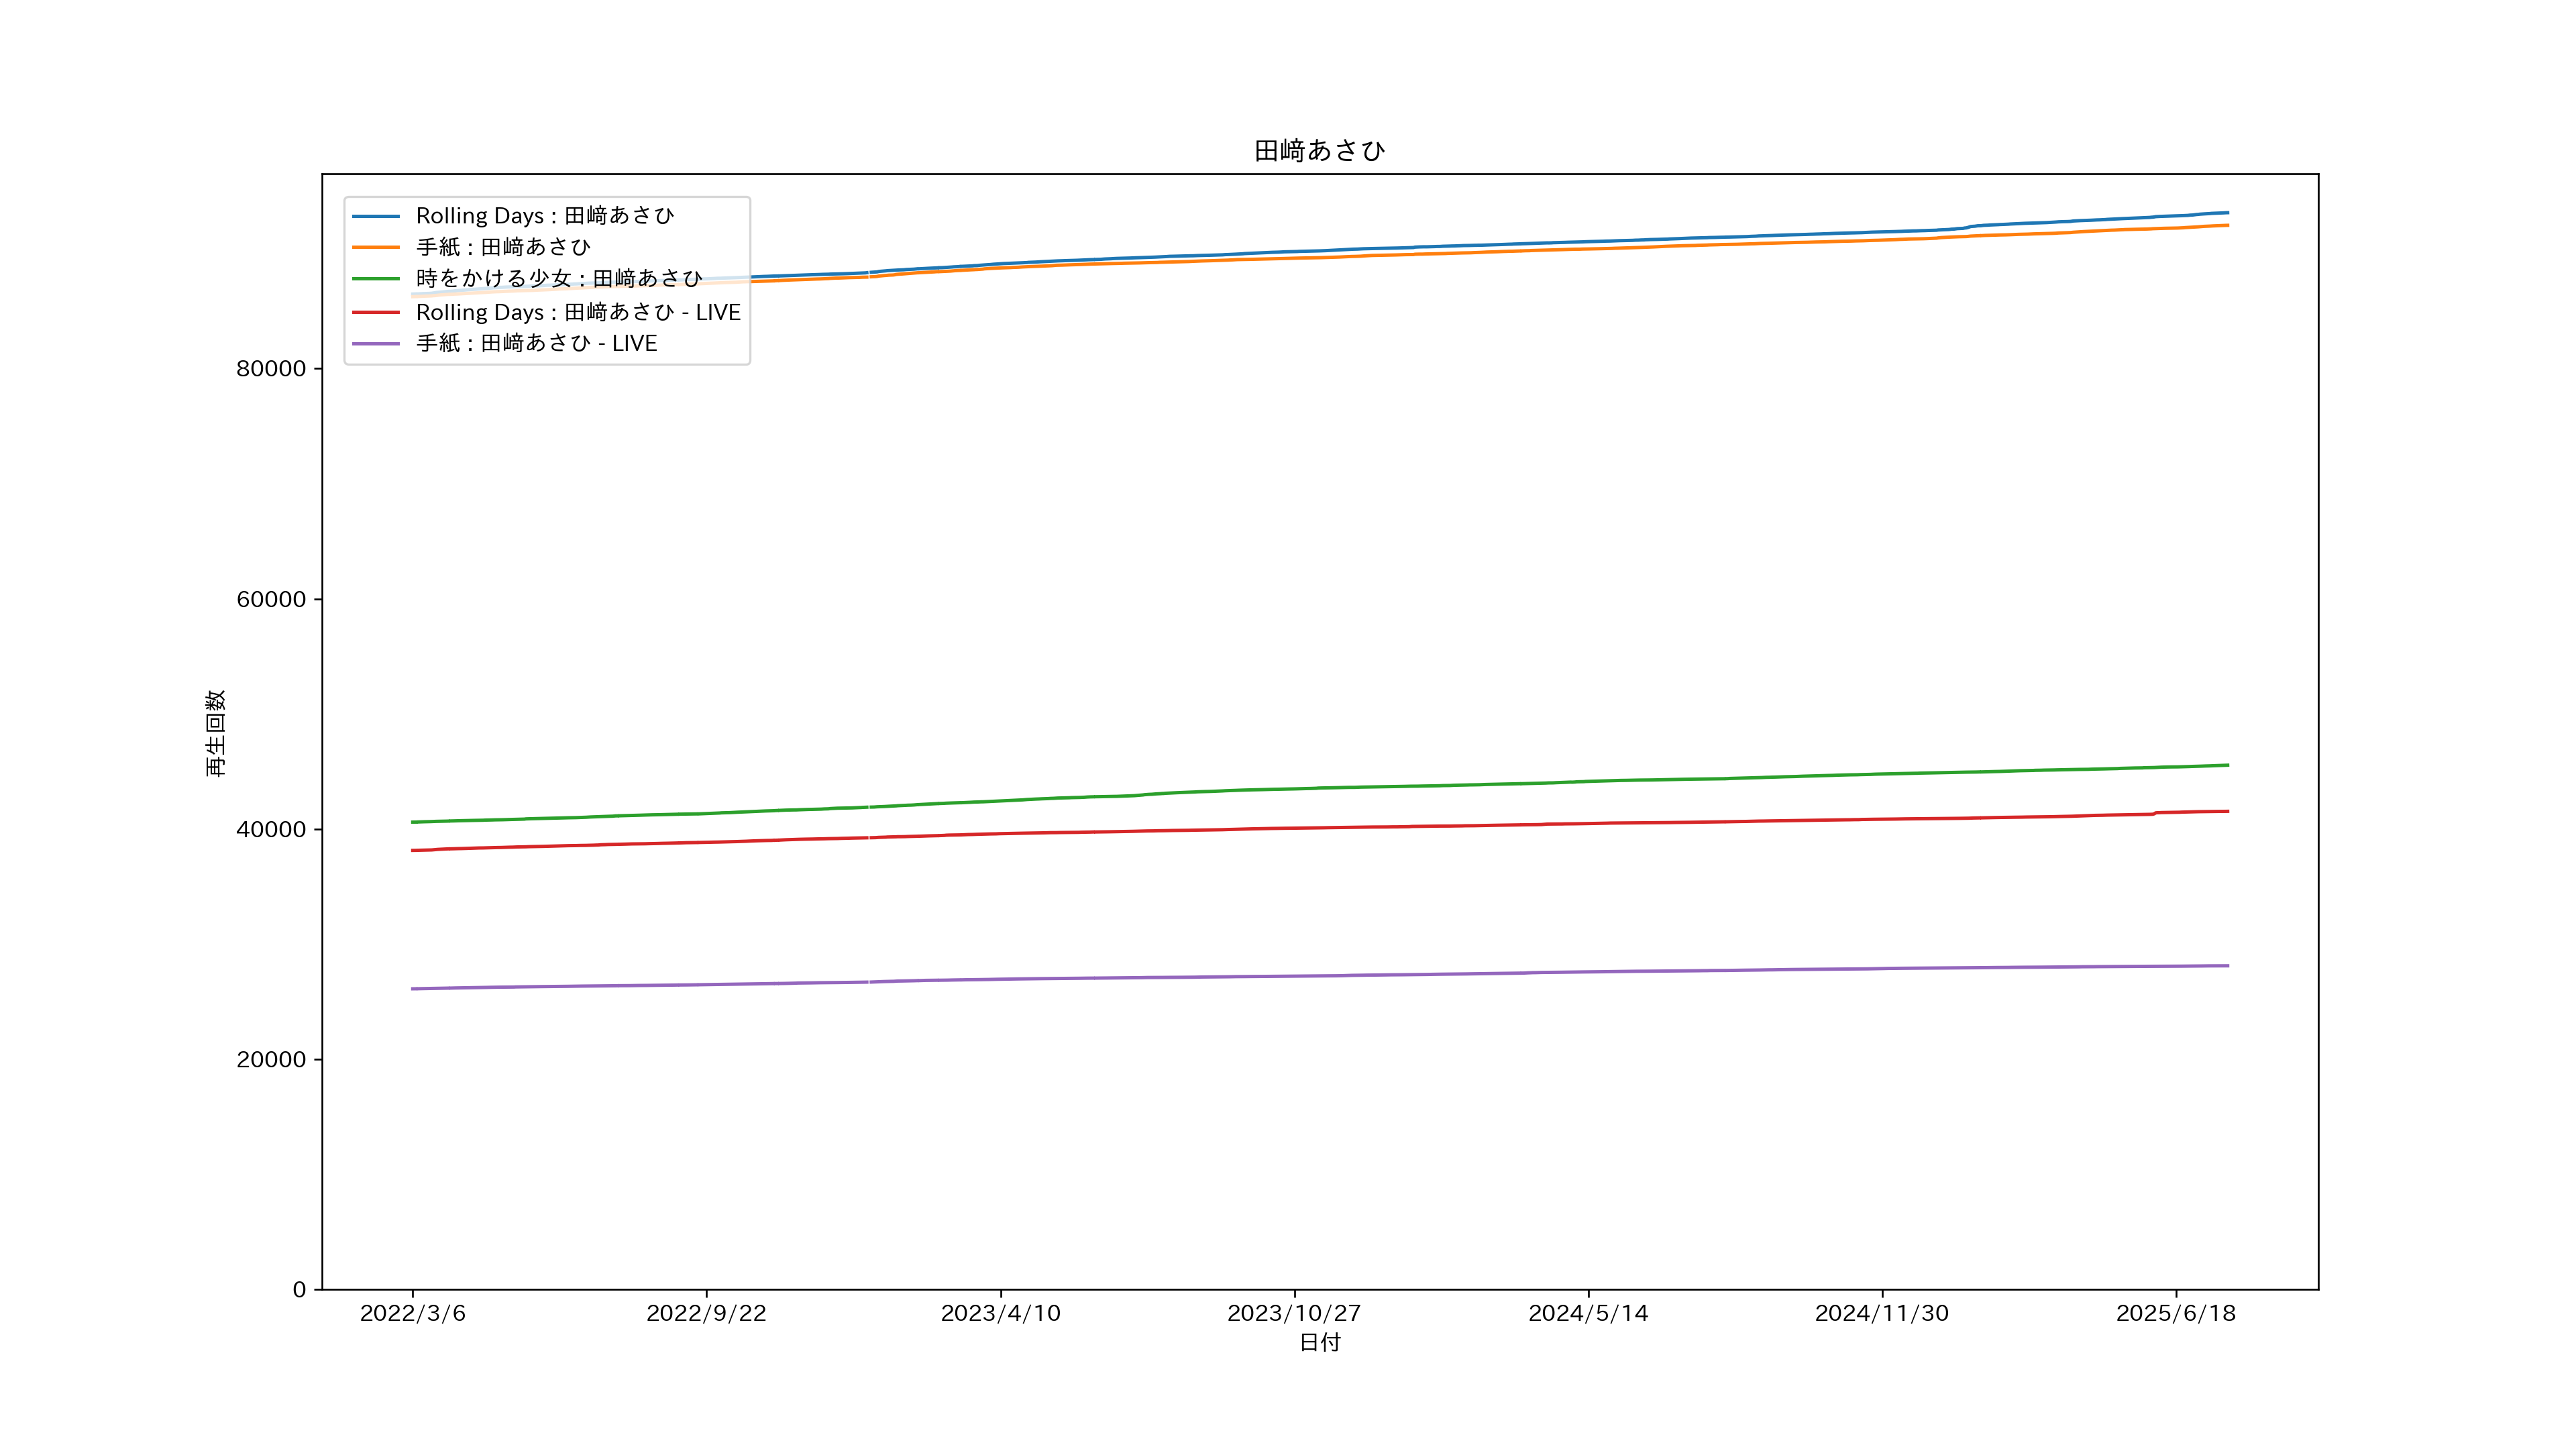 田﨑あさひ
Rolling Days : 田﨑あさひ
手紙 : 田﨑あさひ
時をかける少女 : 田﨑あさひ
Rolling Days : 田﨑あさひ - LIVE
手紙 : 田﨑あさひ - LIVE
80000
60000
40000
20000
0
再生回数
2022/3/6 2022/9/22 2023/4/10 2023/10/27 2024/5/14 2024/11/30 2025/6/18
日付